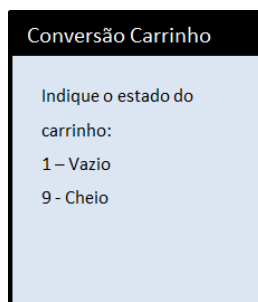 Conversão Carrinho
Indique o estado do
carrinho:
1 – Vazio
9 - Cheio